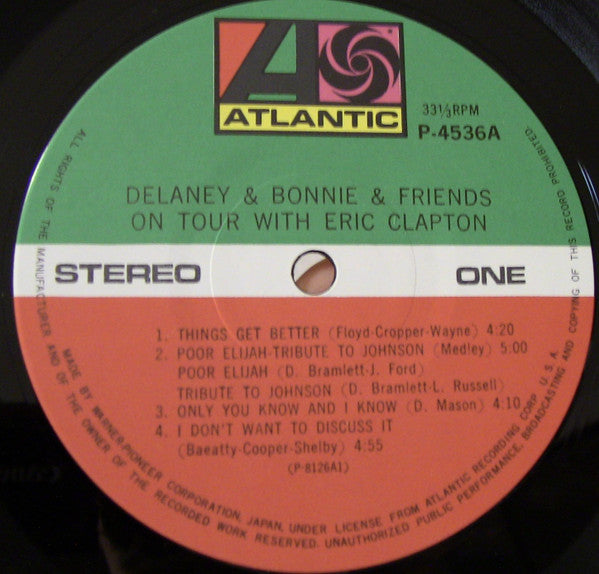 ATLANTIC
33⅓RPM
P-4536A
DELANEY & BONNIE & FRIENDS
ON TOUR WITH ERIC CLAPTON
STEREO
ONE
1. THINGS GET BETTER (Floyd-Cropper-Wayne) 4:20
2. POOR ELIJAH-TRIBUTE TO JOHNSON (Medley) 5:00
POOR ELIJAH (D. Bramlett-J. Ford)
TRIBUTE TO JOHNSON (D. Bramlett-L. Russell)
3. ONLY YOU KNOW AND I KNOW (D. Mason) 4:10
4. I DON'T WANT TO DISCUSS IT
(Baeatty-Cooper-Shelby) 4:55
(P-8126A1)
ALL RIGHTS OF THE MANUFACTURER AND OF THE OWNER OF THE RECORDED WORK RESERVED. UNAUTHORIZED PUBLIC PERFORMANCE, BROADCASTING AND COPYING OF THIS RECORD PROHIBITED.
MADE BY WARNER-PIONEER CORPORATION, JAPAN, UNDER LICENSE FROM ATLANTIC RECORDING CORP. U.S.A.